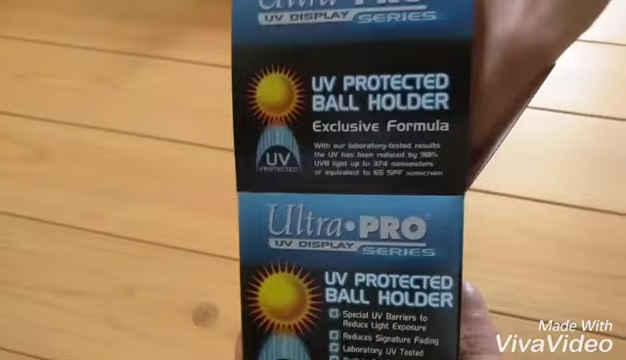 Ultra PRO
UV DISPLAY SERIES
UV PROTECTED
BALL HOLDER
Exclusive Formula
With our laboratory-tested results
the UV has been reduced by 98%
UVB light up to 374 nanometers
or equivalent to 65 SPF sunscreen
UV
PROTECTED
Ultra•PRO
UV DISPLAY SERIES
UV PROTECTED
BALL HOLDER
Special UV Barriers to
Reduce Light Exposure
Reduces Signature Fading
Laboratory UV Tested
Made With
VivaVideo